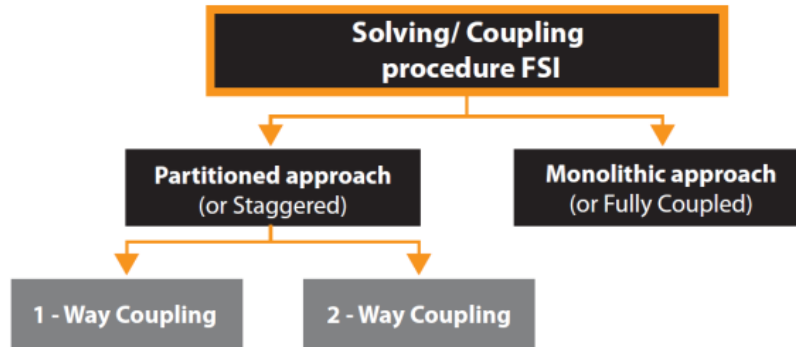 Solving/ Coupling
procedure FSI
Partitioned approach
(or Staggered)
Monolithic approach
(or Fully Coupled)
1 - Way Coupling
2 - Way Coupling